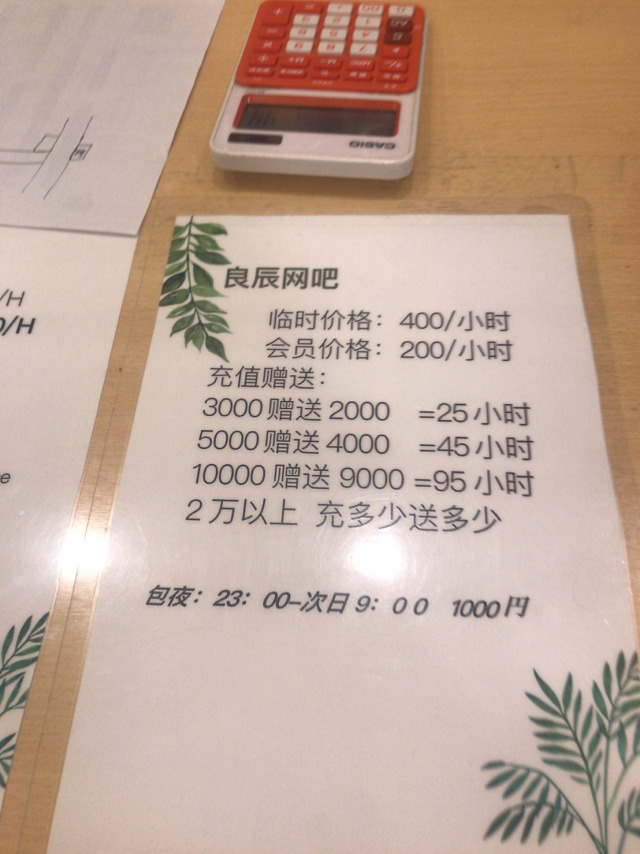 良辰网吧
临时价格：400/小时
会员价格：200/小时
充值赠送：
3000赠送2000 =25小时
5000赠送4000 =45小时
10000赠送9000 =95小时
2万以上 充多少送多少
包夜：23：00-次日9：00 1000円
/H
0/H
CASIO